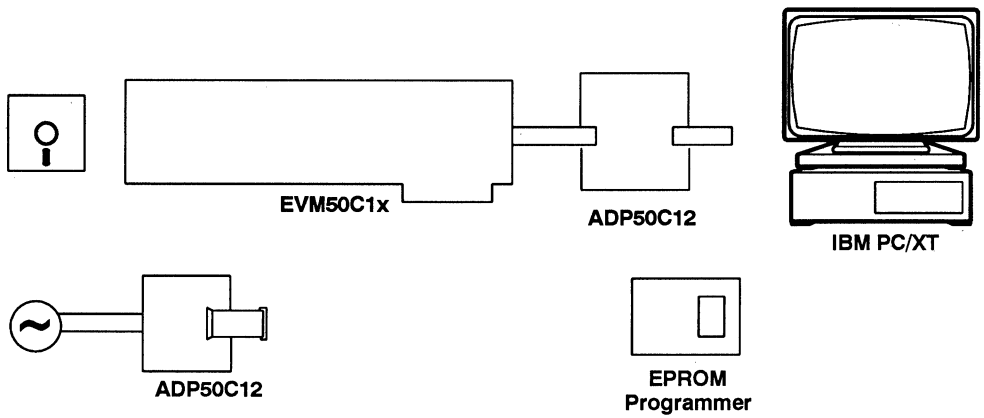 EVM50C1x
ADP50C12
IBM PC/XT
ADP50C12
EPROM
Programmer